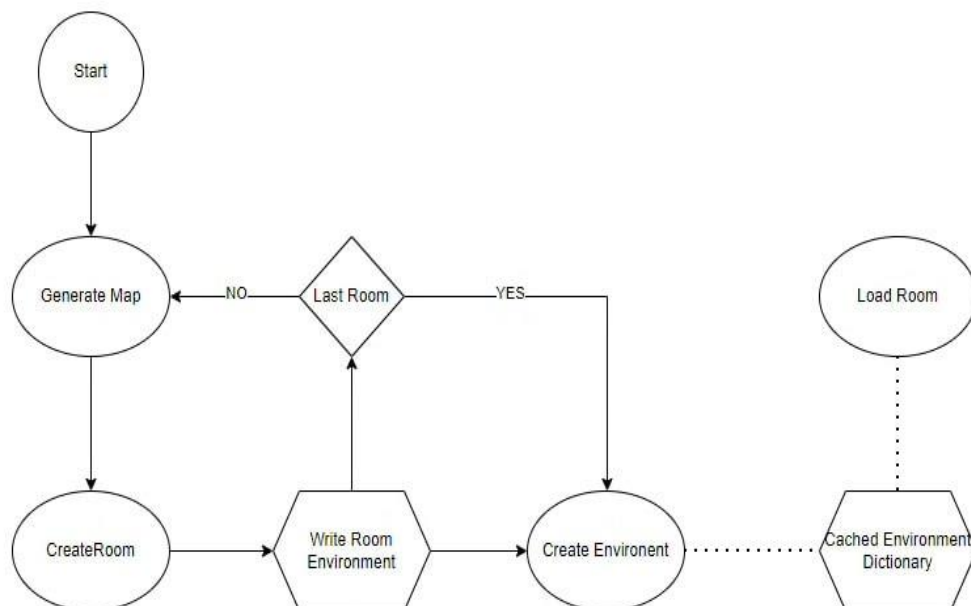 Start
Generate Map
NO
Last Room
YES
Load Room
CreateRoom
Write Room
Environment
Create Environent
Cached Environment
Dictionary